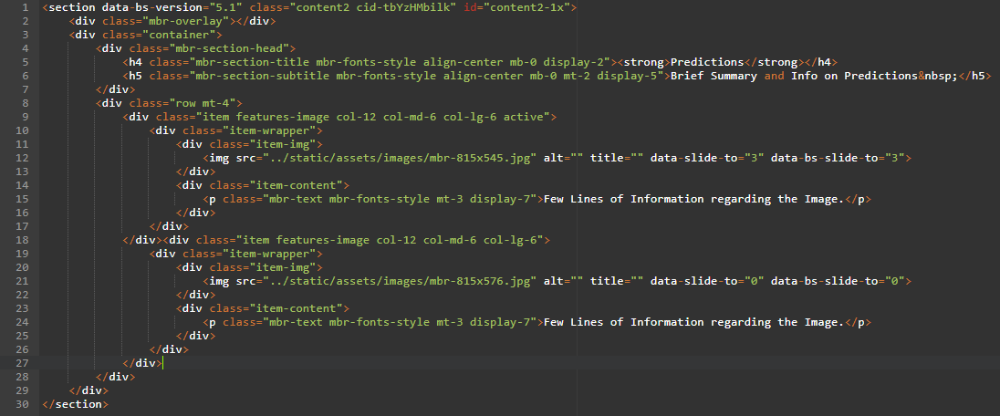 1 <section data-bs-version="5.1" class="content2 cid-tbYzHMbilk" id="content2-1x">
2     <div class="mbr-overlay"></div>
3     <div class="container">
4         <div class="mbr-section-head">
5             <h4 class="mbr-section-title mbr-fonts-style align-center mb-0 display-2"><strong>Predictions</strong></h4>
6             <h5 class="mbr-section-subtitle mbr-fonts-style align-center mb-0 mt-2 display-5">Brief Summary and Info on Predictions&nbsp;</h5>
7         </div>
8         <div class="row mt-4">
9             <div class="item features-image col-12 col-md-6 col-lg-6 active">
10                 <div class="item-wrapper">
11                     <div class="item-img">
12                         <img src="../static/assets/images/mbr-815x545.jpg" alt="" title="" data-slide-to="3" data-bs-slide-to="3">
13                     </div>
14                     <div class="item-content">
15                         <p class="mbr-text mbr-fonts-style mt-3 display-7">Few Lines of Information regarding the Image.</p>
16                     </div>
17                 </div>
18             </div><div class="item features-image col-12 col-md-6 col-lg-6">
19                 <div class="item-wrapper">
20                     <div class="item-img">
21                         <img src="../static/assets/images/mbr-815x576.jpg" alt="" title="" data-slide-to="0" data-bs-slide-to="0">
22                     </div>
23                     <div class="item-content">
24                         <p class="mbr-text mbr-fonts-style mt-3 display-7">Few Lines of Information regarding the Image.</p>
25                     </div>
26                 </div>
27             </div>
28         </div>
29     </div>
30 </section>